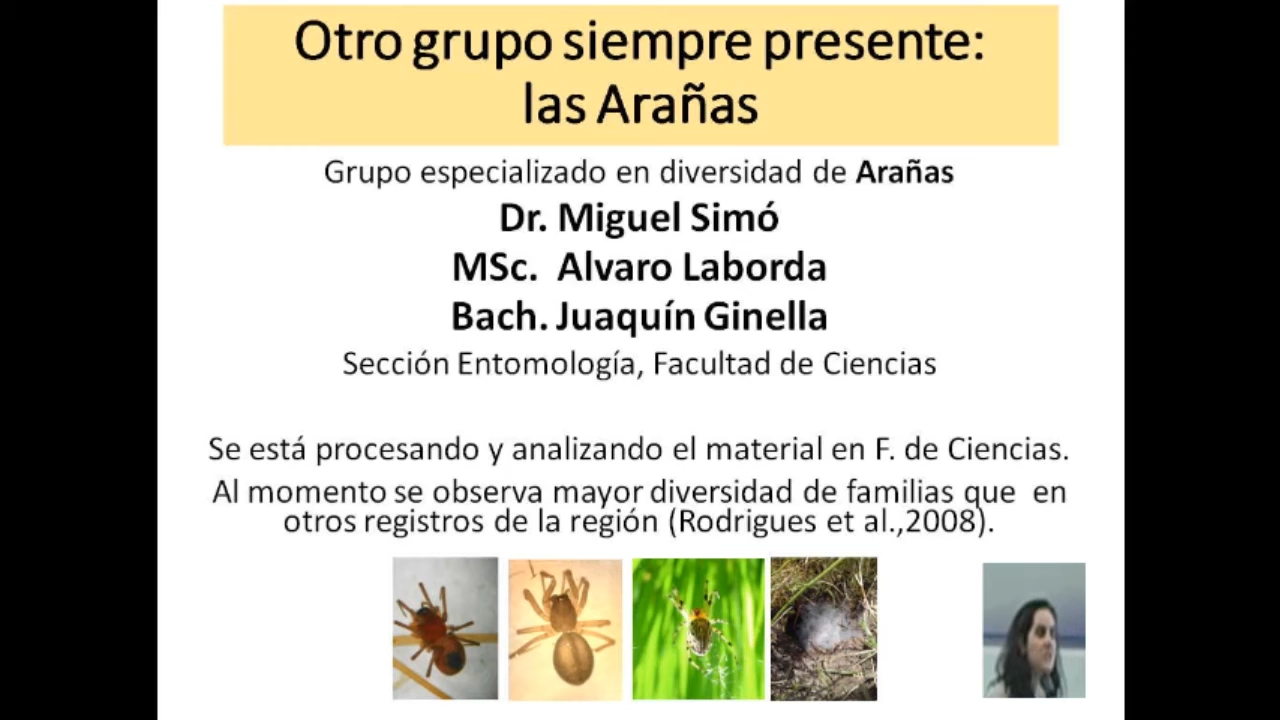 Otro grupo siempre presente:
las Arañas
Grupo especializado en diversidad de Arañas
Dr. Miguel Simó
MSc. Alvaro Laborda
Bach. Juaquín Ginella
Sección Entomología, Facultad de Ciencias
Se está procesando y analizando el material en F. de Ciencias.
Al momento se observa mayor diversidad de familias que en
otros registros de la región (Rodrigues et al.,2008).